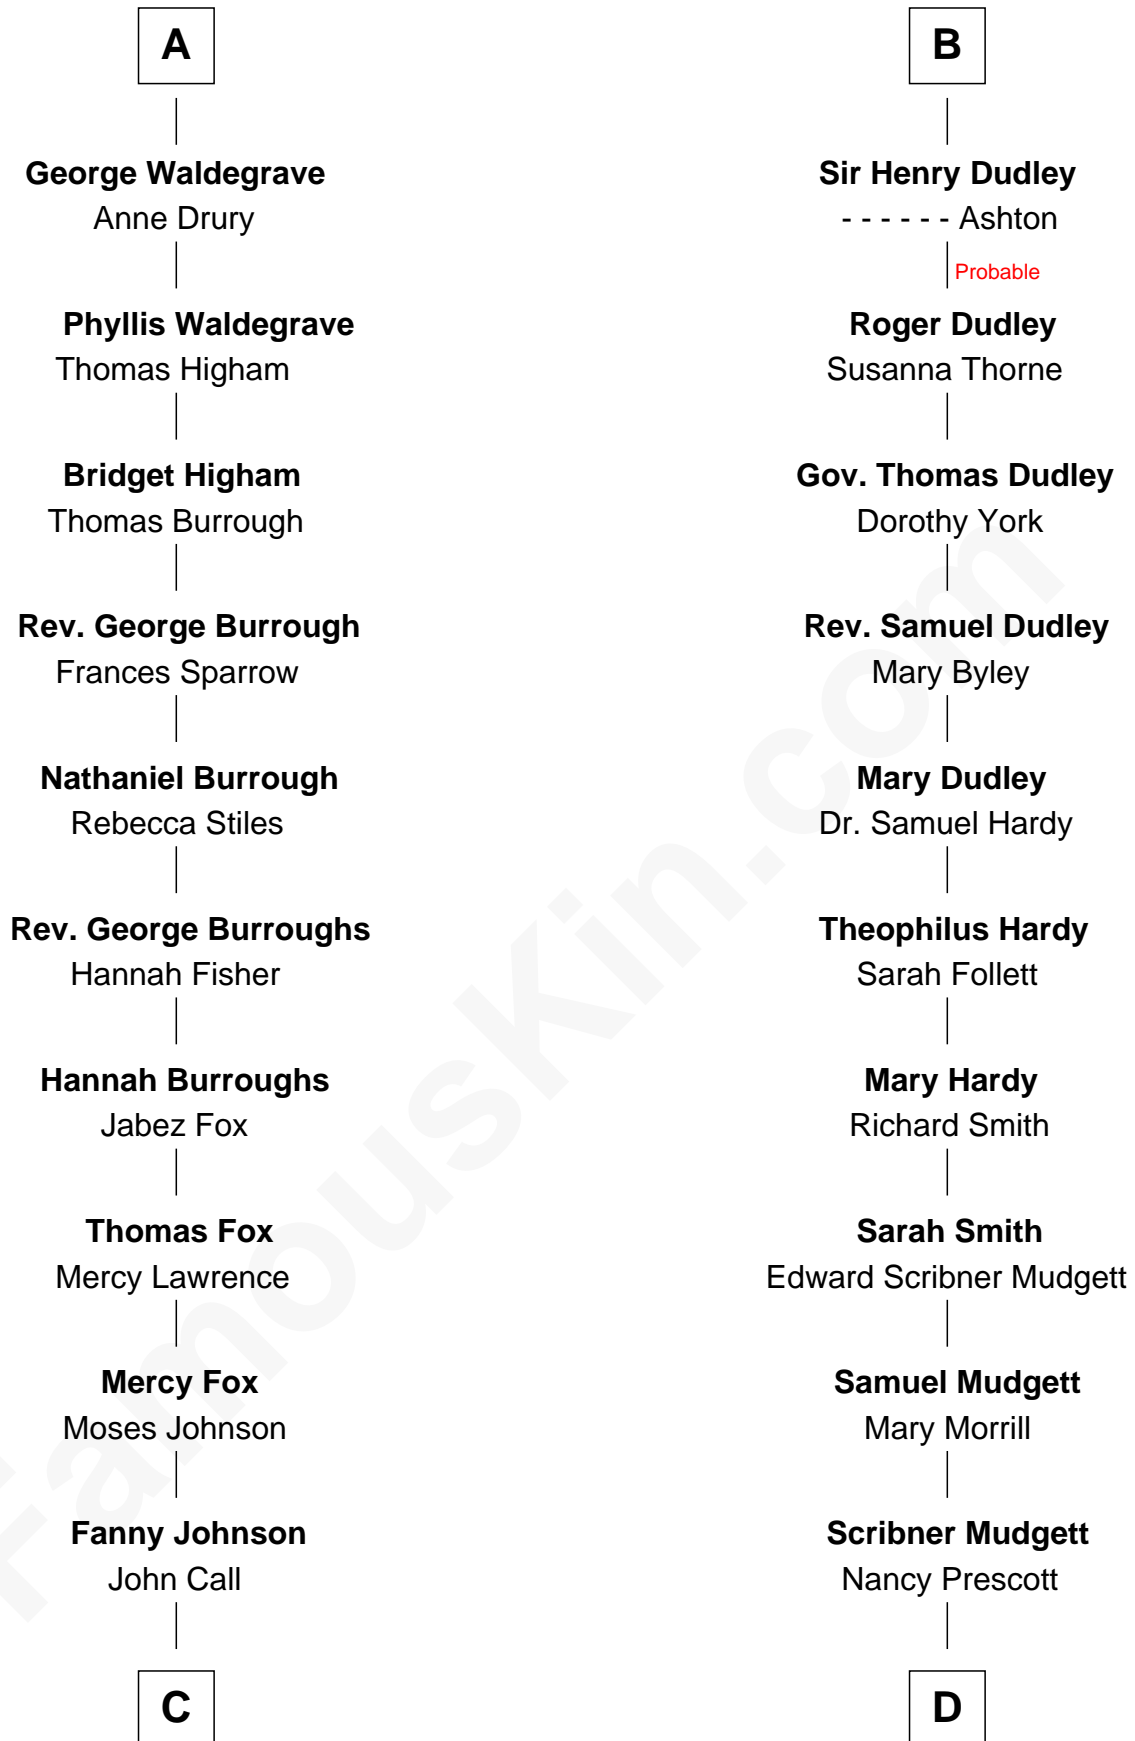 A
George Waldegrave
Anne Drury
Phyllis Waldegrave
Thomas Higham
Bridget Higham
Thomas Burrough
Rev. George Burrough
Frances Sparrow
Nathaniel Burrough
Rebecca Stiles
Rev. George Burroughs
Hannah Fisher
Hannah Burroughs
Jabez Fox
Thomas Fox
Mercy Lawrence
Mercy Fox
Moses Johnson
Fanny Johnson
John Call
C
B
Sir Henry Dudley
- - - - - - Ashton
Probable
Roger Dudley
Susanna Thorne
Gov. Thomas Dudley
Dorothy York
Rev. Samuel Dudley
Mary Byley
Mary Dudley
Dr. Samuel Hardy
Theophilus Hardy
Sarah Follett
Mary Hardy
Richard Smith
Sarah Smith
Edward Scribner Mudgett
Samuel Mudgett
Mary Morrill
Scribner Mudgett
Nancy Prescott
D
FamousKin.com